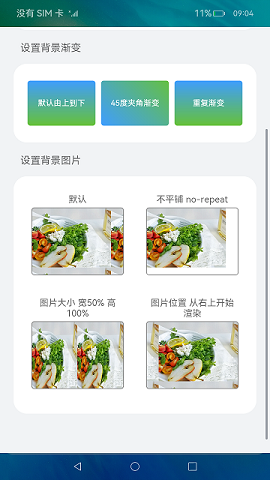 没有 SIM 卡 11% 09:04
设置背景渐变
默认由上到下 45度夹角渐变 重复渐变
设置背景图片
默认 不平铺 no-repeat
图片大小 宽50% 高 图片位置 从右上开始
100% 渲染